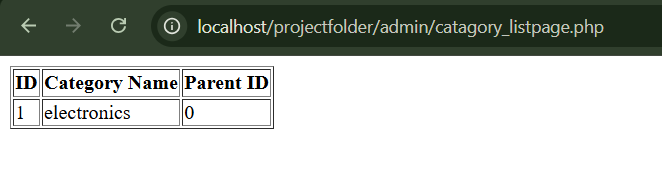 localhost/projectfolder/admin/catagory_listpage.php
ID Category Name Parent ID
1 electronics 0